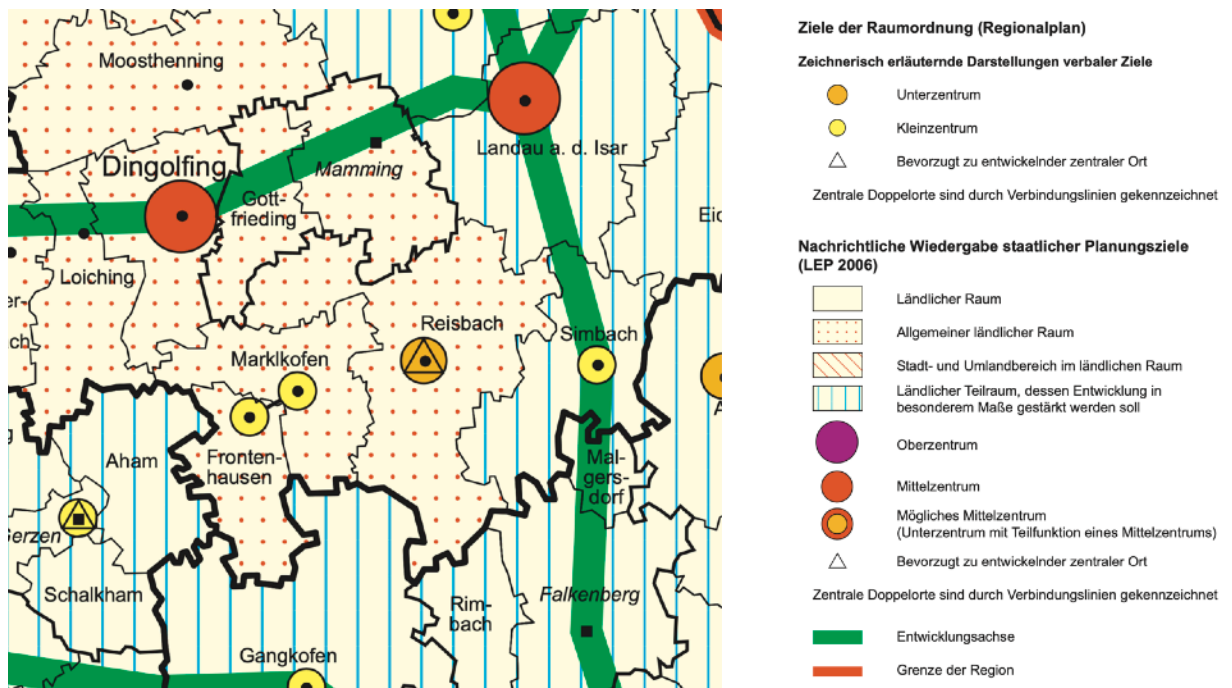 Moosthenning
Dingolfing
Mamming
Landau a. d. Isar
Gott-
frieding
Loiching
Reisbach
Simbach
Marklkofen
Aham
Fronten-
hausen
Mal-
gers-
dorf
Schalkham
Rim-
bach
Falkenberg
Gangkofen
Ziele der Raumordnung (Regionalplan)
Zeichnerisch erläuternde Darstellungen verbaler Ziele
Unterzentrum
Kleinzentrum
Bevorzugt zu entwickelnder zentraler Ort
Zentrale Doppelorte sind durch Verbindungslinien gekennzeichnet
Nachrichtliche Wiedergabe staatlicher Planungsziele
(LEP 2006)
Ländlicher Raum
Allgemeiner ländlicher Raum
Stadt- und Umlandbereich im ländlichen Raum
Ländlicher Teilraum, dessen Entwicklung in
besonderem Maße gestärkt werden soll
Oberzentrum
Mittelzentrum
Mögliches Mittelzentrum
(Unterzentrum mit Teilfunktion eines Mittelzentrums)
Bevorzugt zu entwickelnder zentraler Ort
Zentrale Doppelorte sind durch Verbindungslinien gekennzeichnet
Entwicklungsachse
Grenze der Region